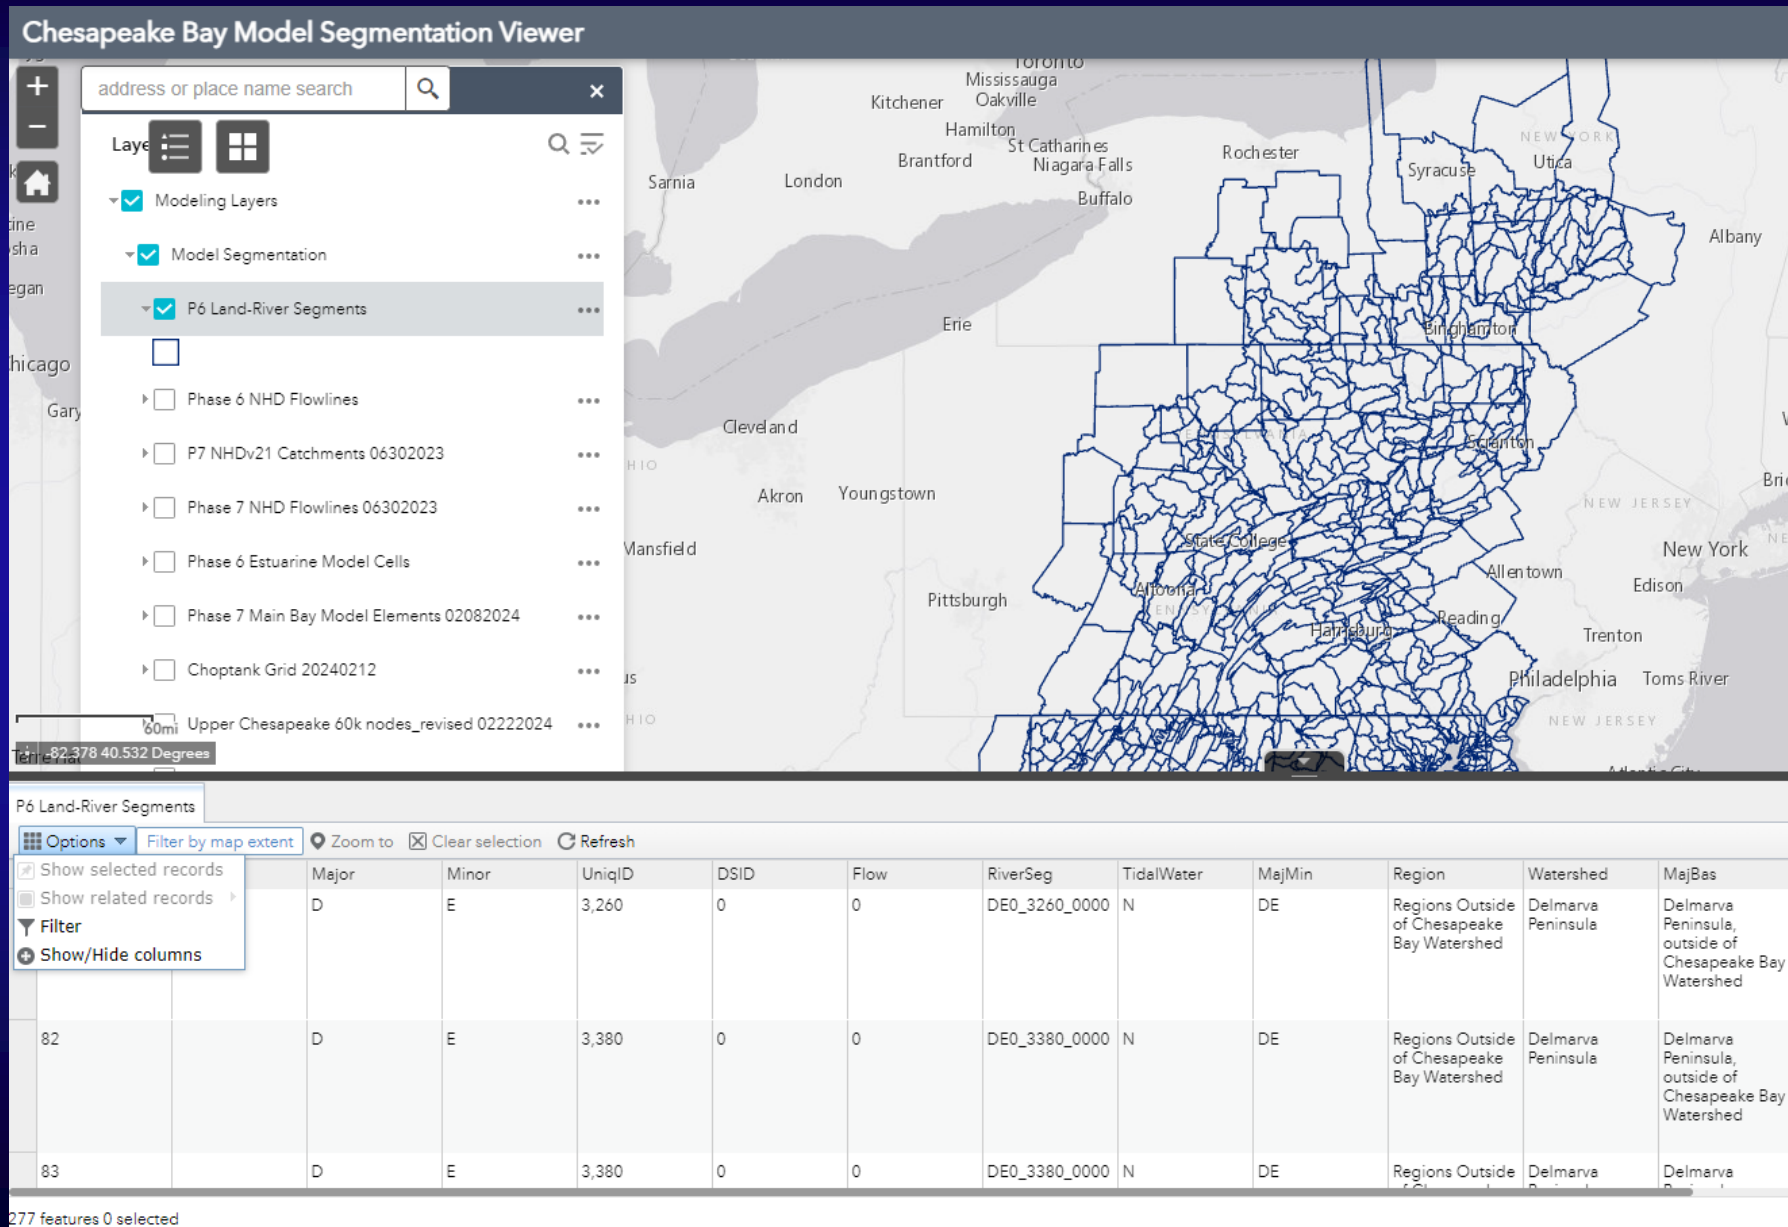 Chesapeake Bay Model Segmentation Viewer
address or place name search
Laye
Modeling Layers
Model Segmentation
P6 Land-River Segments
Phase 6 NHD Flowlines
P7 NHDv21 Catchments 06302023
Phase 7 NHD Flowlines 06302023
Phase 6 Estuarine Model Cells
Phase 7 Main Bay Model Elements 02082024
Choptank Grid 20240212
Upper Chesapeake 60k nodes_revised 02222024
60mi
-82.378 40.532 Degrees
Toronto
Mississauga
Kitchener
Oakville
Hamilton
St Catharines
Brantford
Niagara Falls
Rochester
Syracuse
NEW YORK
Utica
Sarnia
London
Buffalo
Albany
Erie
Binghamton
Chicago
Gary
Cleveland
PENNSYLVANIA
Scranton
OHIO
Akron
Youngstown
NEW JERSEY
Mansfield
State College
New York
Allentown
Edison
Pittsburgh
Altoona
PENNSYLVANIA
Harrisburg
Reading
Trenton
Philadelphia
Toms River
OHIO
NEW JERSEY
Atlantic City
P6 Land-River Segments
Options
Filter by map extent
Zoom to
Clear selection
Refresh
Show selected records
Show related records
Filter
Show/Hide columns
Major Minor UniqID DSID Flow RiverSeg TidalWater MajMin Region Watershed MajBas
D E 3,260 0 0 DE0_3260_0000 N DE Regions Outside Delmarva Delmarva
of Chesapeake Peninsula Peninsula,
Bay Watershed outside of
Chesapeake Bay
Watershed
82 D E 3,380 0 0 DE0_3380_0000 N DE Regions Outside Delmarva Delmarva
of Chesapeake Peninsula Peninsula,
Bay Watershed outside of
Chesapeake Bay
Watershed
83 D E 3,380 0 0 DE0_3380_0000 N DE Regions Outside Delmarva Delmarva
277 features 0 selected